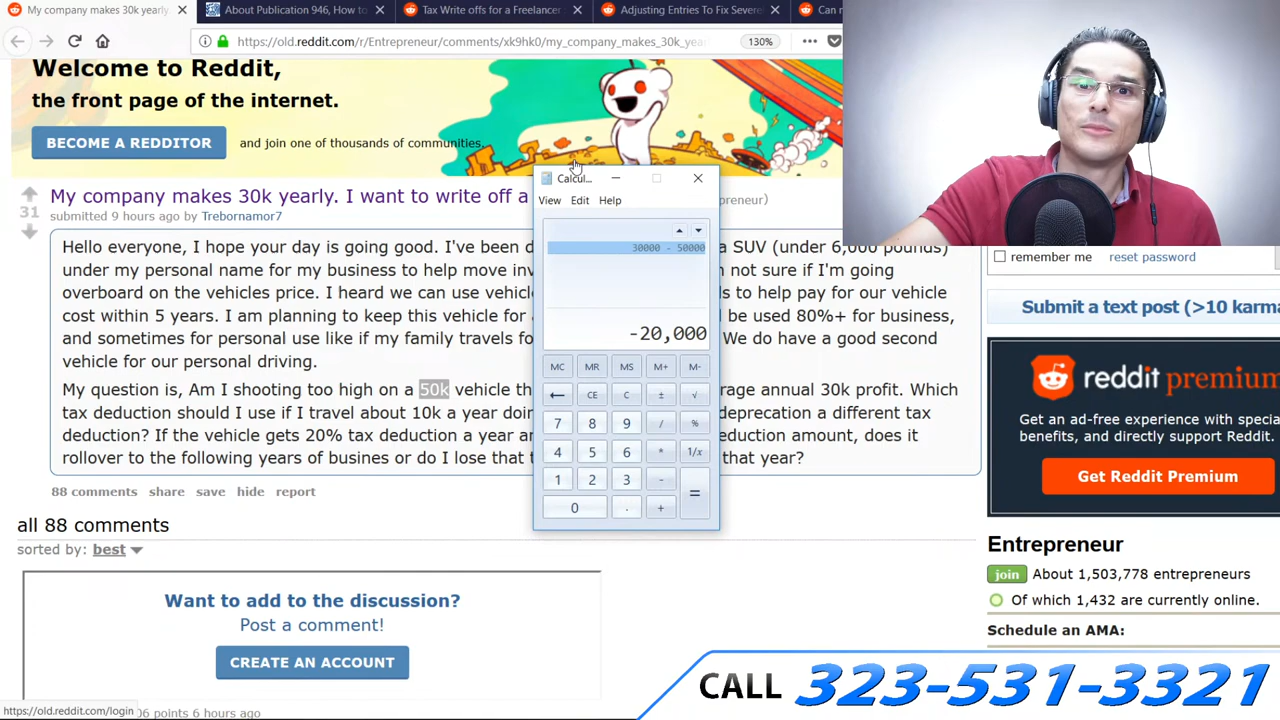 My company makes 30k yearly.
About Publication 946, How to
Tax Write offs for a Freelancer
Adjusting Entries To Fix Severe
Can
https://old.reddit.com/r/Entrepreneur/comments/xk9hk0/my_company_makes_30k_yea
130%
Welcome to Reddit,
the front page of the internet.
BECOME A REDDITOR
and join one of thousands of communities.
31
My company makes 30k yearly. I want to write off a
preneur)
submitted 9 hours ago by Trebornamor7
Hello everyone, I hope your day is going good. I've been d a SUV (under 6,000 pounds)
under my personal name for my business to help move inv not sure if I'm going
overboard on the vehicles price. I heard we can use vehicl s to help pay for our vehicle
cost within 5 years. I am planning to keep this vehicle for be used 80%+ for business,
and sometimes for personal use like if my family travels fo We do have a good second
vehicle for our personal driving.
My question is, Am I shooting too high on a 50k vehicle th rage annual 30k profit. Which
tax deduction should I use if I travel about 10k a year doin deprecation a different tax
deduction? If the vehicle gets 20% tax deduction a year an eduction amount, does it
rollover to the following years of busines or do I lose that that year?
88 comments share save hide report
all 88 comments
sorted by: best
Want to add to the discussion?
Post a comment!
CREATE AN ACCOUNT
https://old.reddit.com/login
06 points 6 hours ago
Calcul...
View Edit Help
30000 - 50000
-20,000
MC MR MS M+ M-
← CE C ± √
7 8 9 / %
4 5 6 * 1/x
1 2 3 - =
0 . +
remember me reset password
Submit a text post (>10 karma
reddit premium
Get an ad-free experience with specia
benefits, and directly support Reddit.
Get Reddit Premium
Entrepreneur
join About 1,503,778 entrepreneurs
Of which 1,432 are currently online.
Schedule an AMA:
CALL 323-531-3321